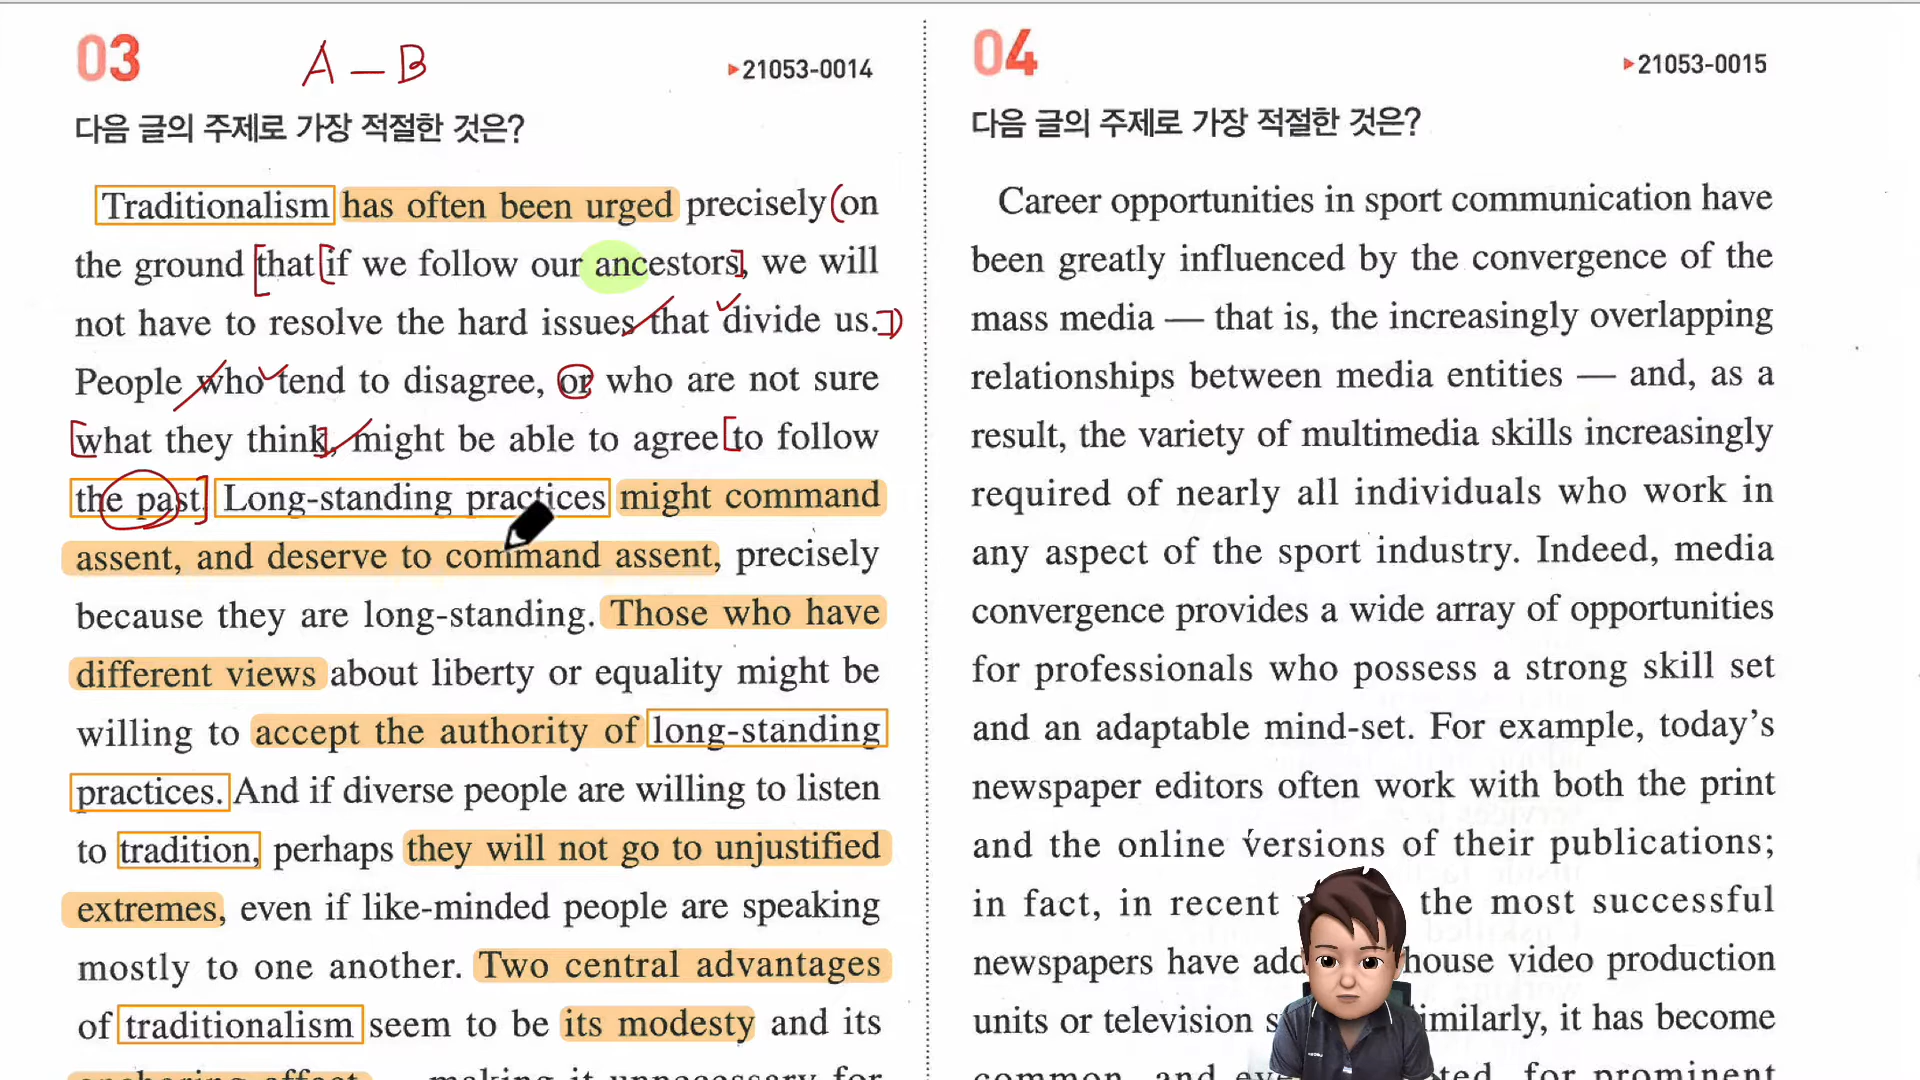 03
A - B
▶21053-0014
다음 글의 주제로 가장 적절한 것은?
Traditionalism has often been urged precisely (on
the ground [that [if we follow our ancestors], we will
not have to resolve the hard issues that divide us.])
People who tend to disagree, or who are not sure
[what they think], might be able to agree [to follow
the past]. Long-standing practices might command
assent, and deserve to command assent, precisely
because they are long-standing. Those who have
different views about liberty or equality might be
willing to accept the authority of long-standing
practices. And if diverse people are willing to listen
to tradition, perhaps they will not go to unjustified
extremes, even if like-minded people are speaking
mostly to one another. Two central advantages
of traditionalism seem to be its modesty and its
anchoring effect — making it unnecessary for
04
▶21053-0015
다음 글의 주제로 가장 적절한 것은?
Career opportunities in sport communication have
been greatly influenced by the convergence of the
mass media — that is, the increasingly overlapping
relationships between media entities — and, as a
result, the variety of multimedia skills increasingly
required of nearly all individuals who work in
any aspect of the sport industry. Indeed, media
convergence provides a wide array of opportunities
for professionals who possess a strong skill set
and an adaptable mind-set. For example, today's
newspaper editors often work with both the print
and the online versions of their publications;
in fact, in recent the most successful
newspapers have house video production
units or television similarly, it has become
common, and for prominent